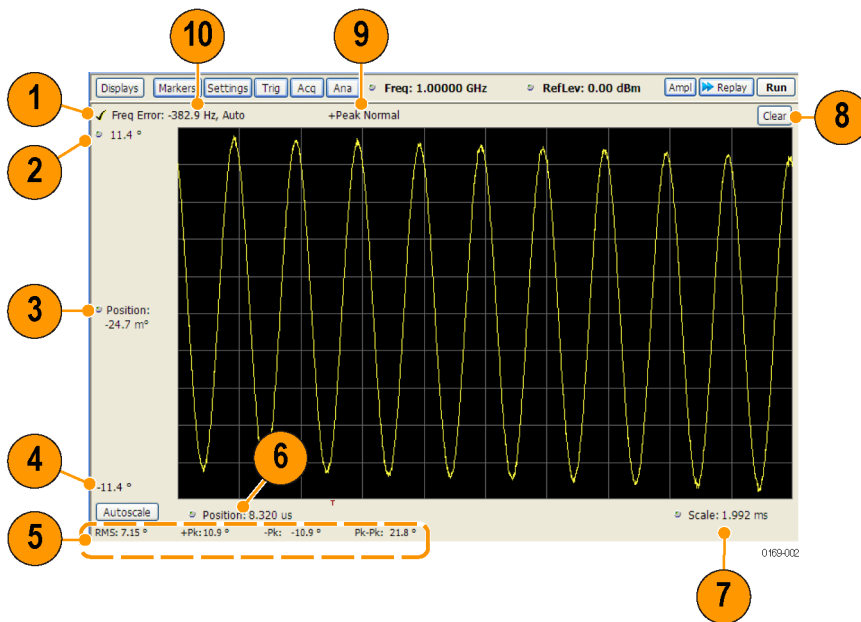 10
9
Displays Markers Settings Trig Acq Ana Freq: 1.00000 GHz RefLev: 0.00 dBm Ampl Replay Run
1
Freq Error: -382.9 Hz, Auto +Peak Normal Clear
8
11.4 °
2
3
Position:
-24.7 m°
4
-11.4 °
6
T
Autoscale Position: 8.320 us Scale: 1.992 ms
5
RMS: 7.15 ° +Pk: 10.9 ° -Pk: -10.9 ° Pk-Pk: 21.8 °
0169-002
7